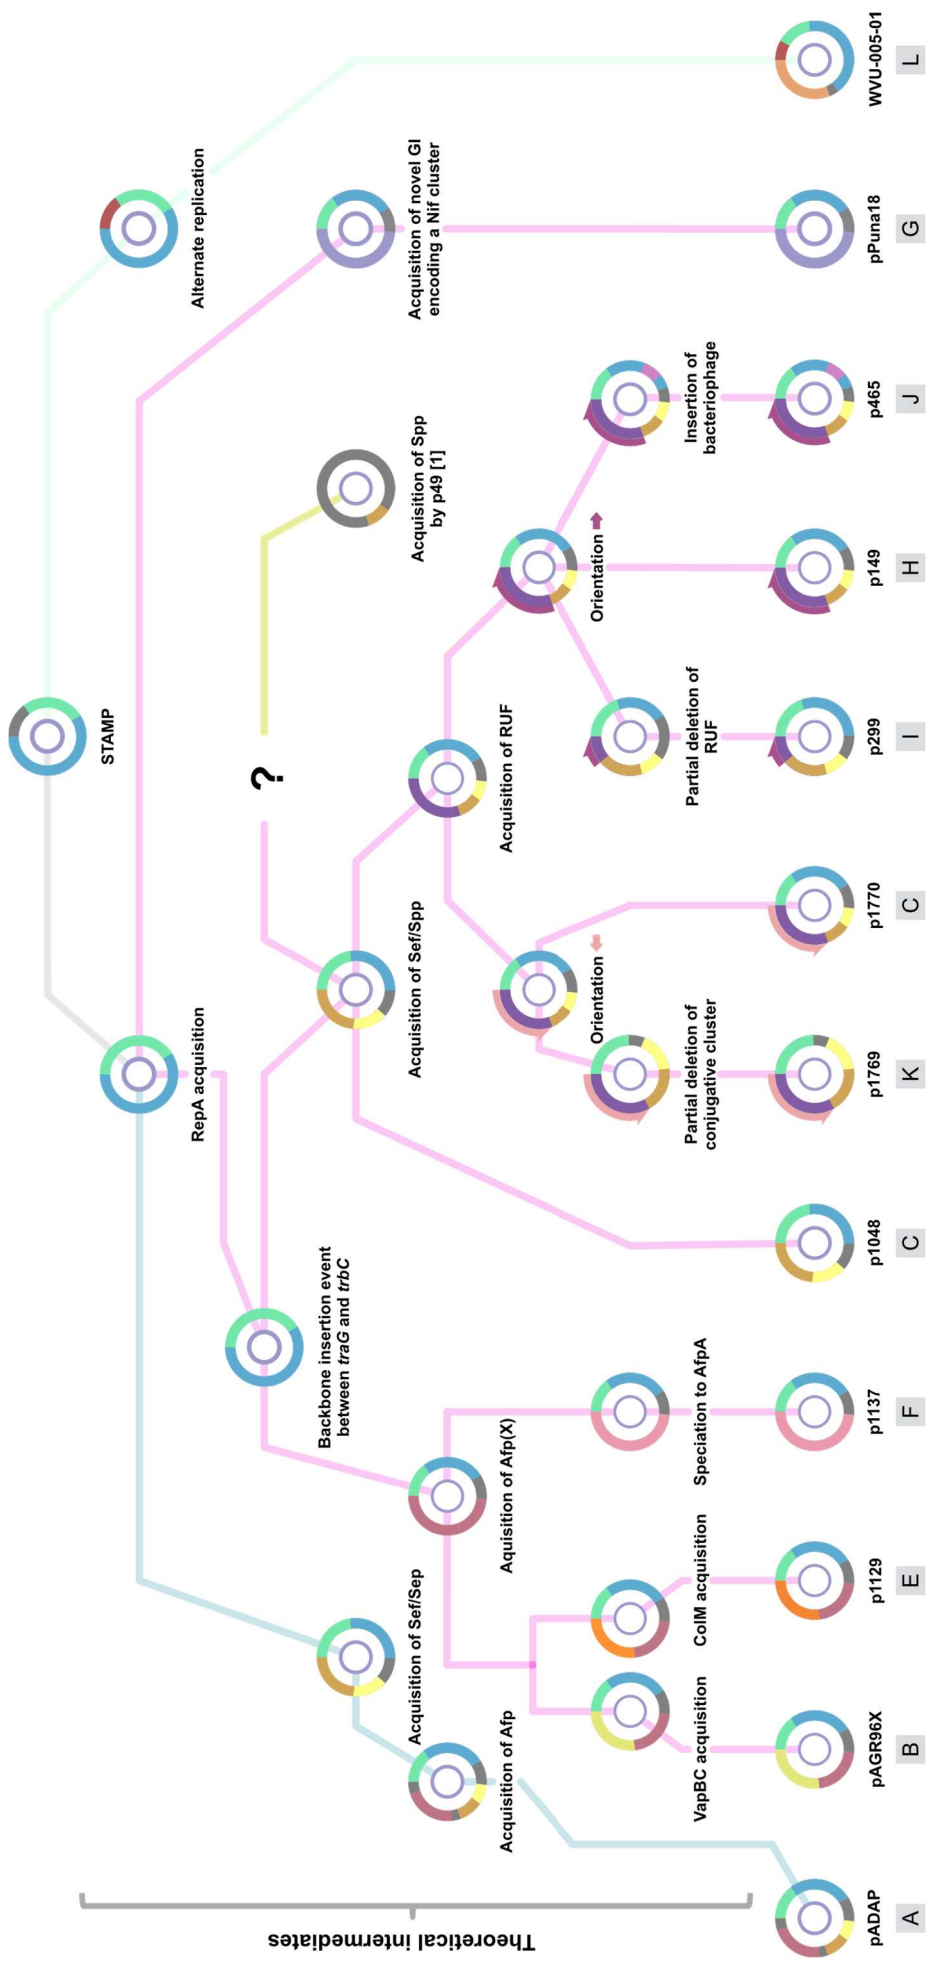 STAMP
RepA acquisition
Alternate replication
Backbone insertion event
between traG and trbC
?
Acquisition of Sef/Sep
Acquisition of Sef/Spp
Acquisition of Spp
by p49 [1]
Acquisition of novel GI
encoding a Nif cluster
Acquisition of Afp
Aquisition of Afp(X)
Acquisition of RUF
Orientation
Orientation
VapBC acquisition
ColM acquisition
Speciation to AfpA
Partial deletion of
conjugative cluster
Partial deletion of
RUF
Insertion of
bacteriophage
Theoretical intermediates
pADAP
pAGR96X
p1129
p1137
p1048
p1769
p1770
p299
p149
p465
pPuna18
WVU-005-01
A
B
E
F
C
K
C
I
H
J
G
L